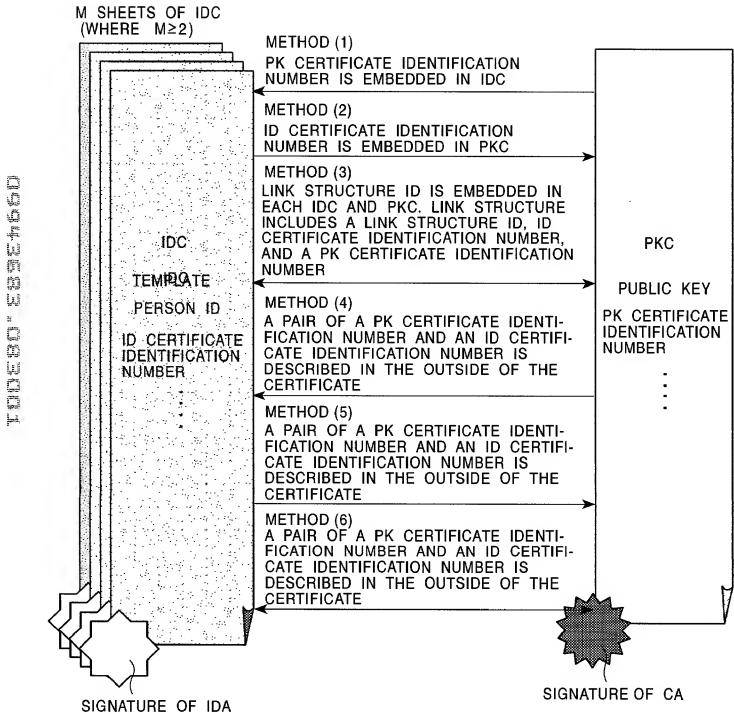 M SHEETS OF IDC
(WHERE M≥2)
METHOD (1)
PK CERTIFICATE IDENTIFICATION
NUMBER IS EMBEDDED IN IDC
METHOD (2)
ID CERTIFICATE IDENTIFICATION
NUMBER IS EMBEDDED IN PKC
METHOD (3)
LINK STRUCTURE ID IS EMBEDDED IN
EACH IDC AND PKC. LINK STRUCTURE
INCLUDES A LINK STRUCTURE ID, ID
CERTIFICATE IDENTIFICATION NUMBER,
AND A PK CERTIFICATE IDENTIFICATION
NUMBER
METHOD (4)
A PAIR OF A PK CERTIFICATE IDENTI-
FICATION NUMBER AND AN ID CERTIFI-
CATE IDENTIFICATION NUMBER IS
DESCRIBED IN THE OUTSIDE OF THE
CERTIFICATE
METHOD (5)
A PAIR OF A PK CERTIFICATE IDENTI-
FICATION NUMBER AND AN ID CERTIFI-
CATE IDENTIFICATION NUMBER IS
DESCRIBED IN THE OUTSIDE OF THE
CERTIFICATE
METHOD (6)
A PAIR OF A PK CERTIFICATE IDENTI-
FICATION NUMBER AND AN ID CERTIFI-
CATE IDENTIFICATION NUMBER IS
DESCRIBED IN THE OUTSIDE OF THE
CERTIFICATE
IDC
TEMPLATE
PERSON ID
ID CERTIFICATE
IDENTIFICATION
NUMBER
PKC
PUBLIC KEY
PK CERTIFICATE
IDENTIFICATION
NUMBER
SIGNATURE OF IDA
SIGNATURE OF CA
09943683.083001